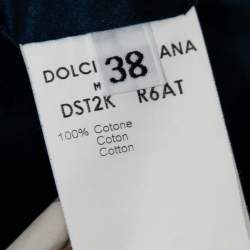 DOLCI 38 ANA
M
DST2K R6AT
100% Cotone
Coton
Cotton